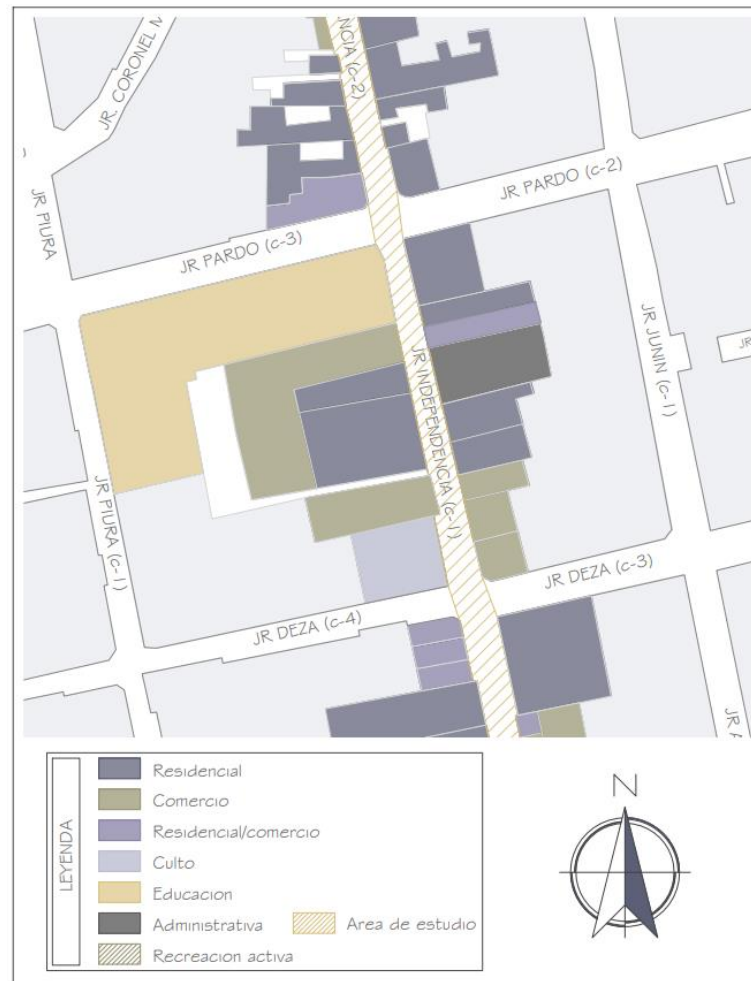 JR. CORONEL M
NCIA (c-2)
JR PIURA
JR PARDO (c-2)
JR PARDO (c-3)
JR INDEPENDENCIA (c-1)
JR JUNIN (c-1)
JR
JR PIURA (c-1)
JR DEZA (c-3)
JR DEZA (c-4)
JR A
LEYENDA
Residencial
Comercio
Residencial/comercio
Culto
Educacion
Administrativa
Area de estudio
Recreacion activa
N